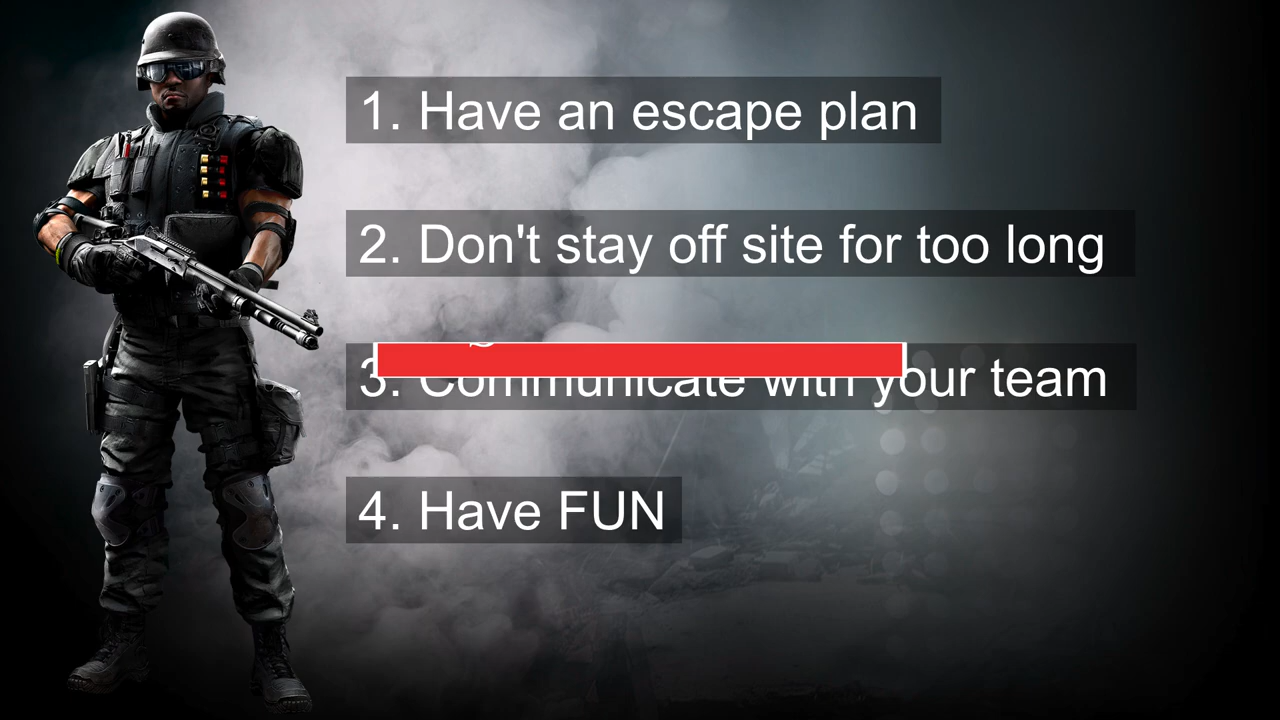 1. Have an escape plan
2. Don't stay off site for too long
3. Communicate with your team
4. Have FUN